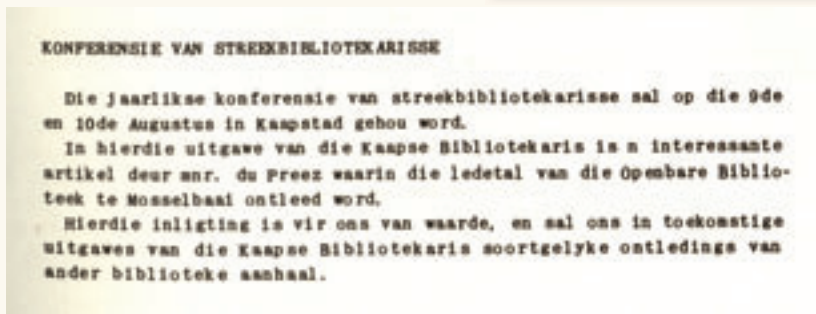 KONFERENSIE VAN STREEKBIBLIOTEKARISSE
Die jaarlikse konferensie van streekbibliotekarisse sal op die 9de
en 10de Augustus in Kaapstad gehou word.
In hierdie uitgawe van die Kaapse Bibliotekaris is n interessante
artikel deur mnr. du Preez waarin die ledetal van die Openbare Biblio-
teek te Mosselbaai ontleed word.
Hierdie inligting is vir ons van waarde, en sal ons in toekomstige
uitgawes van die Kaapse Bibliotekaris soortgelyke ontledings van
ander biblioteke aanhaal.